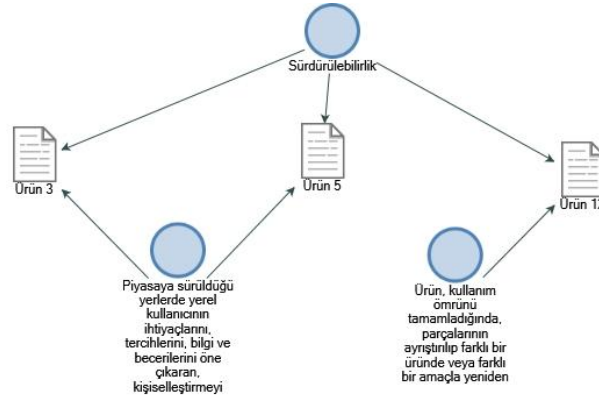 Sürdürülebilirlik
Ürün 3
Ürün 5
Ürün 12
Piyasaya sürüldüğü
yerlerde yerel
kullanıcının
ihtiyaçlarını,
tercihlerini, bilgi ve
becerilerini öne
çıkaran,
kişiselleştirmeyi
Ürün, kullanım
ömrünü
tamamladığında,
parçalarının
ayrıştırılıp farklı bir
üründe veya farklı
bir amaçla yeniden